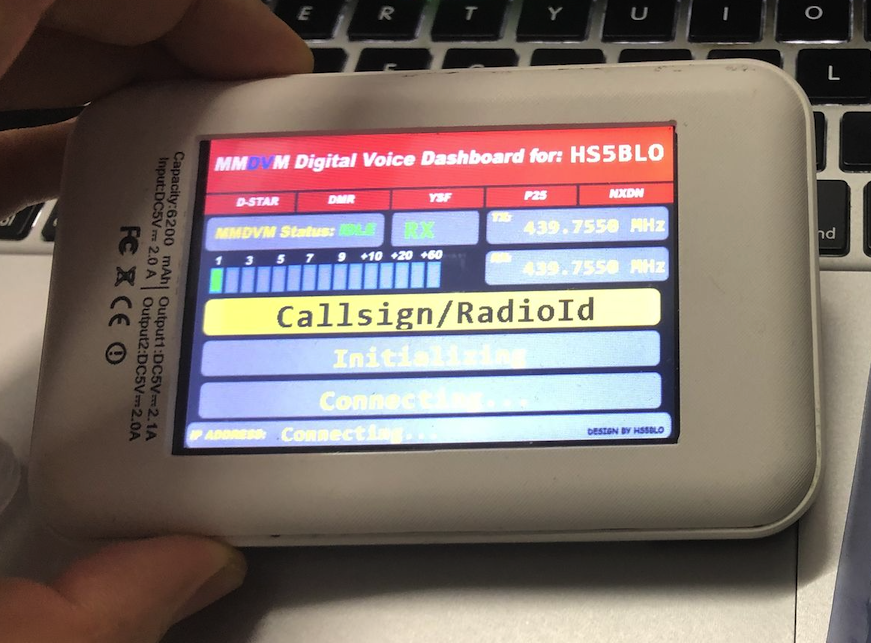 E R T Y U I O
L
MMDVM Digital Voice Dashboard for: HS5BLO
D-STAR DMR YSF P25 NXDN
MMDVM Status: IDLE RX TX: 439.7550 MHz
1 3 5 7 9 +10 +20 +60
439.7550 MHz
Callsign/RadioId
Initializing
Connecting...
IP ADDRESS: Connecting...
DESIGN BY HS5BLO
Capacity:6200 mAh Output1:DC5V⎓2.1A
Input:DC5V⎓ 2.0 A Output2:DC5V⎓2.0A
FC CE